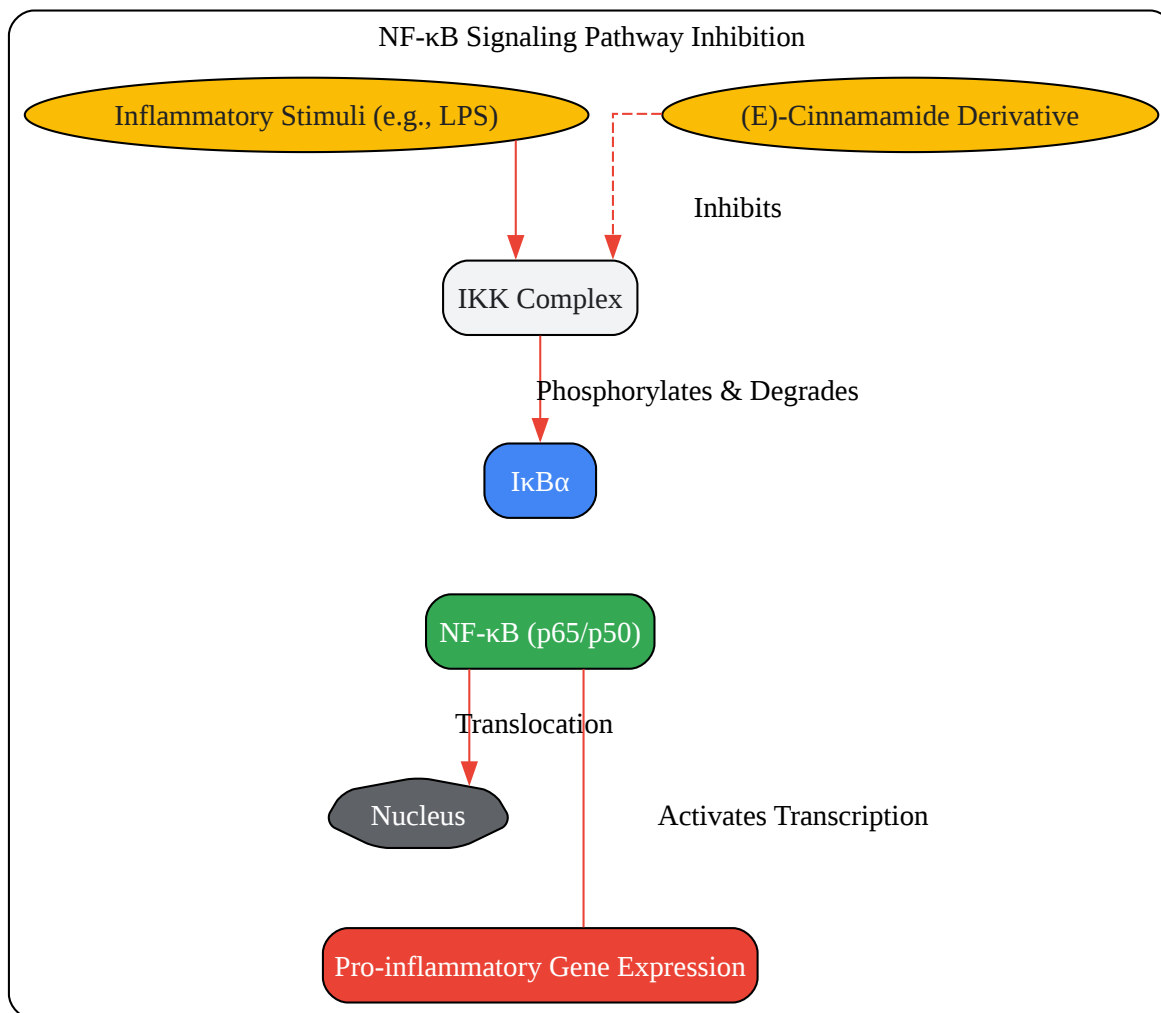 NF-κB Signaling Pathway Inhibition
Inflammatory Stimuli (e.g., LPS)
(E)-Cinnamamide Derivative
Inhibits
IKK Complex
Phosphorylates & Degrades
IκBα
NF-κB (p65/p50)
Translocation
Nucleus
Activates Transcription
Pro-inflammatory Gene Expression